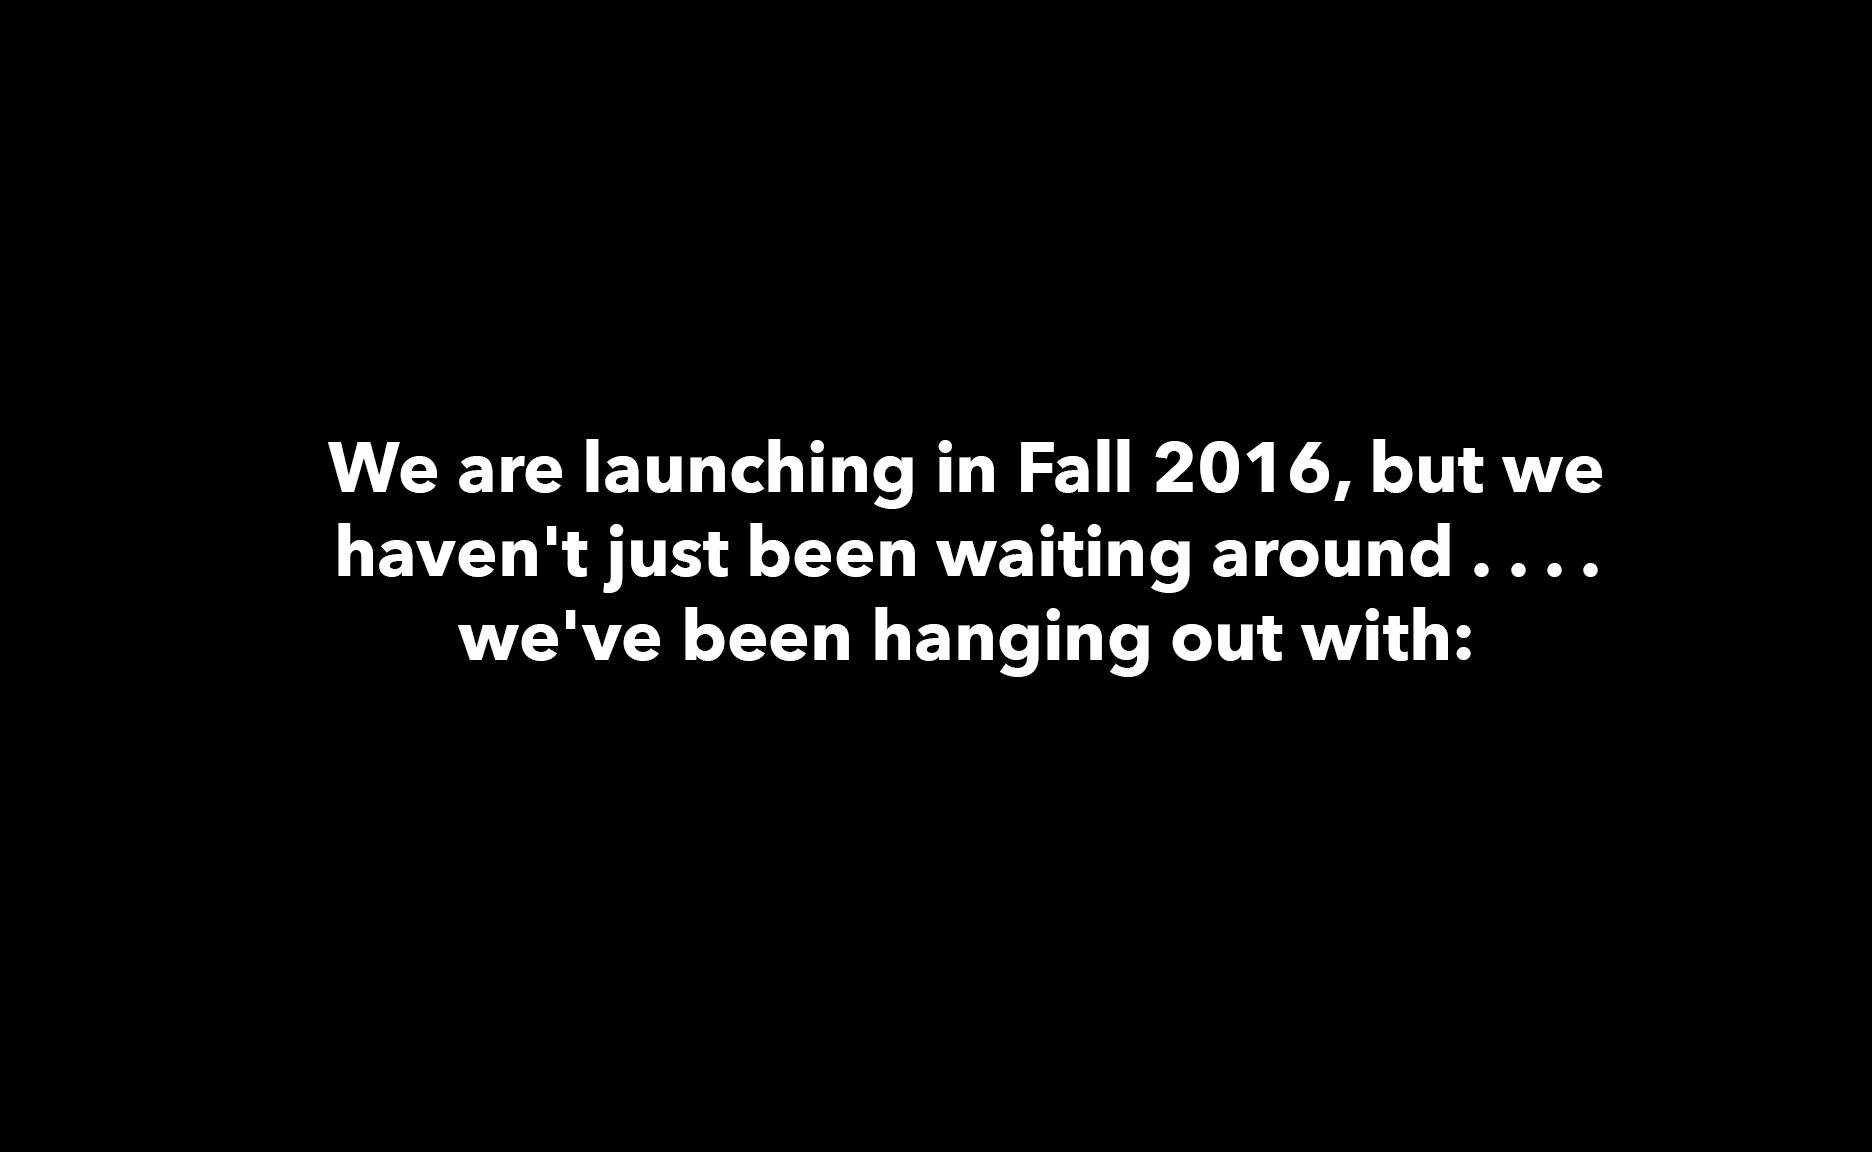 We are launching in Fall 2016, but we
haven't just been waiting around . . . .
we've been hanging out with: